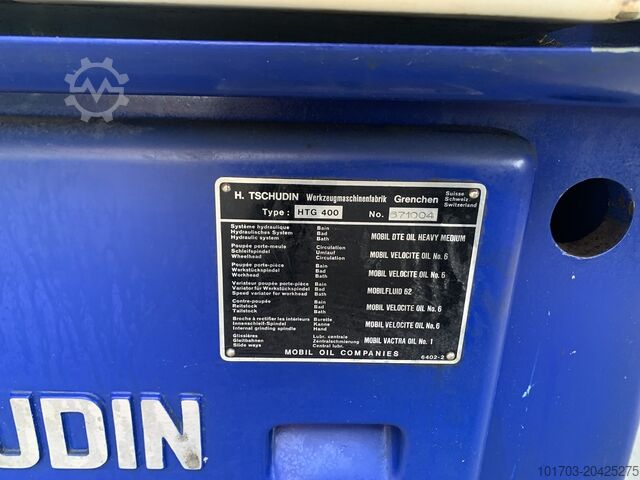 H. TSCHUDIN Werkzeugmaschinenfabrik Grenchen Suisse Schweiz Switzerland
Type: HTG 400 No. 371004
Système hydraulique Bain
Hydraulisches System Bad MOBIL DTE OIL HEAVY MEDIUM
Hydraulic system Bath
Poupée porte-meule Circulation
Schleifspindel Umlauf MOBIL VELOCITE OIL No. 6
Wheelhead Circulation
Poupée porte-pièce Bain
Werkstückspindel Bad MOBIL VELOCITE OIL No. 6
Workhead Bath
Variateur poupée porte-pièce Bain
Variator für Werkstückspindel Bad MOBILFLUID 62
Speed variator for workhead Bath
Contre-poupée Bain
Reitstock Bad MOBIL VELOCITE OIL No. 6
Tailstock Bath
Broche à rectifier les intérieurs Burette
Innenschleif-Spindel Kanne MOBIL VELOCITE OIL No. 6
Internal grinding spindle Hand
Glissières Lubr. centrale
Gleitbahnen Zentralschmierung MOBIL VACTRA OIL No. 1
Slide ways Central lubr.
MOBIL OIL COMPANIES 6402-2
UDIN
101703-20425275